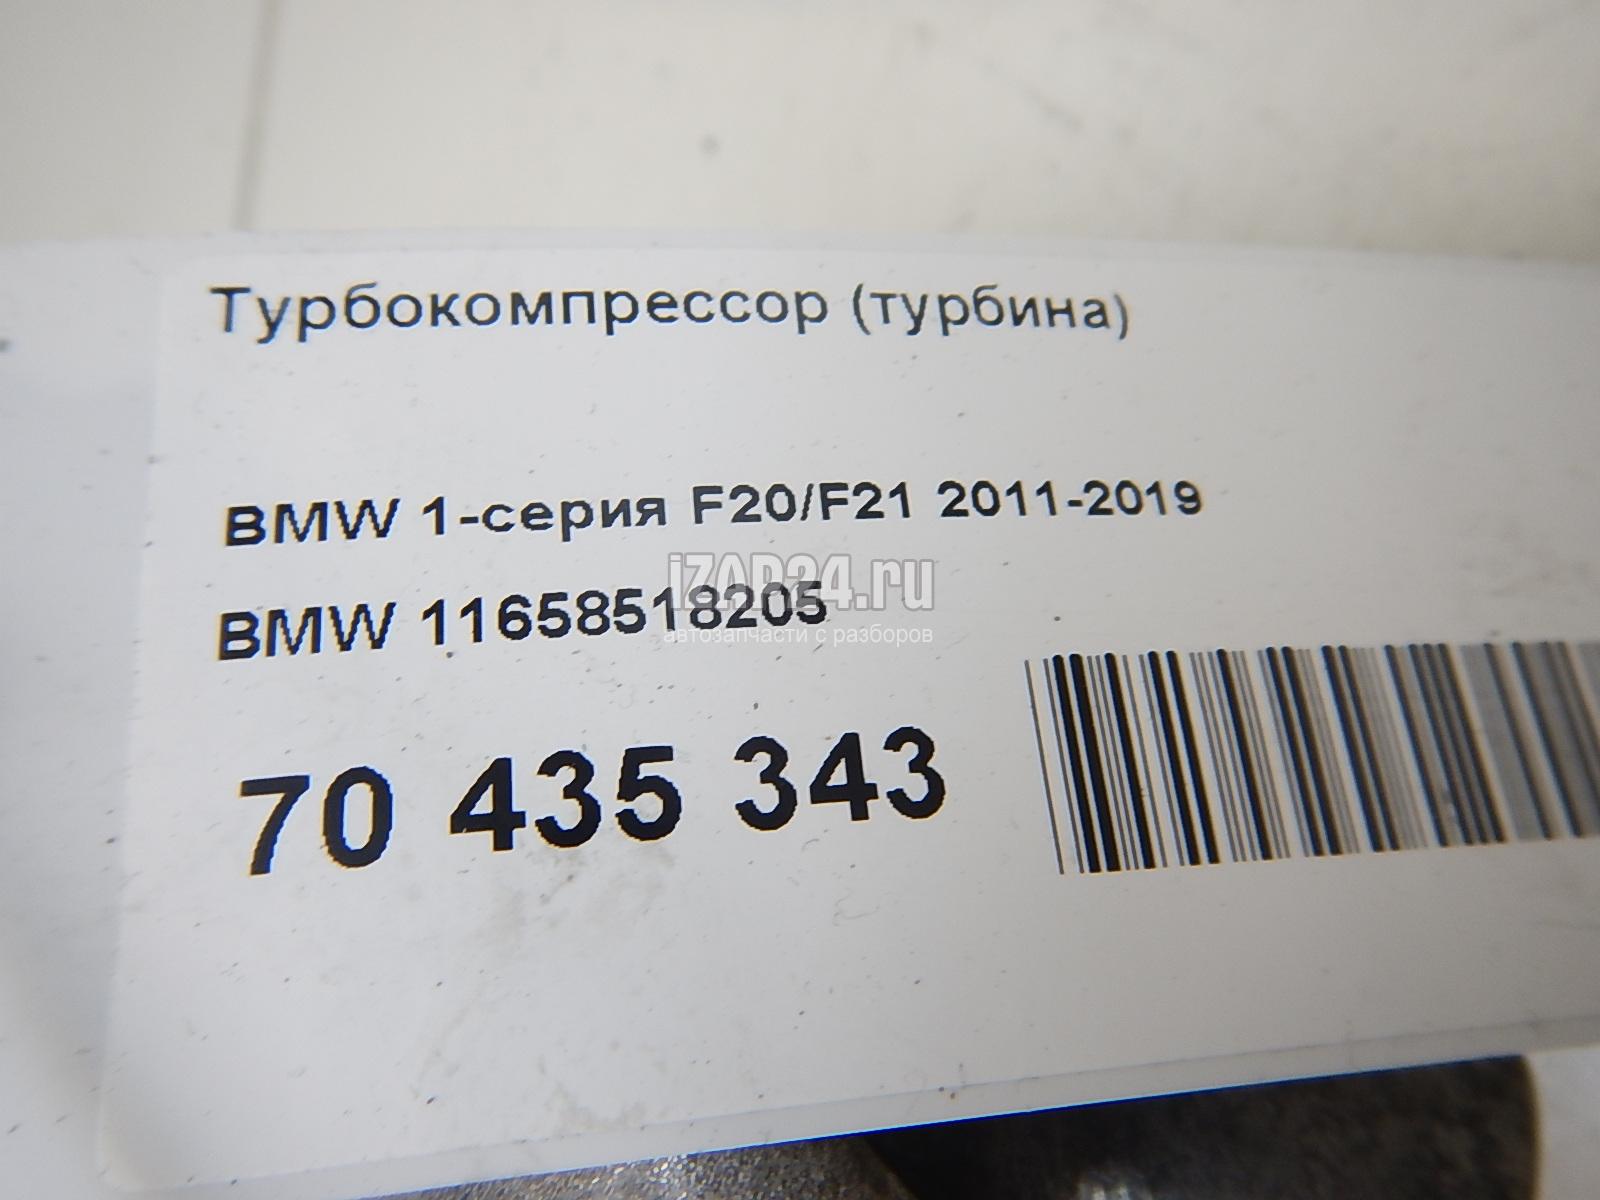 Турбокомпрессор (турбина)
BMW 1-серия F20/F21 2011-2019
iZAP24.ru
BMW 11658518205
автозапчасти с разборов
70 435 343